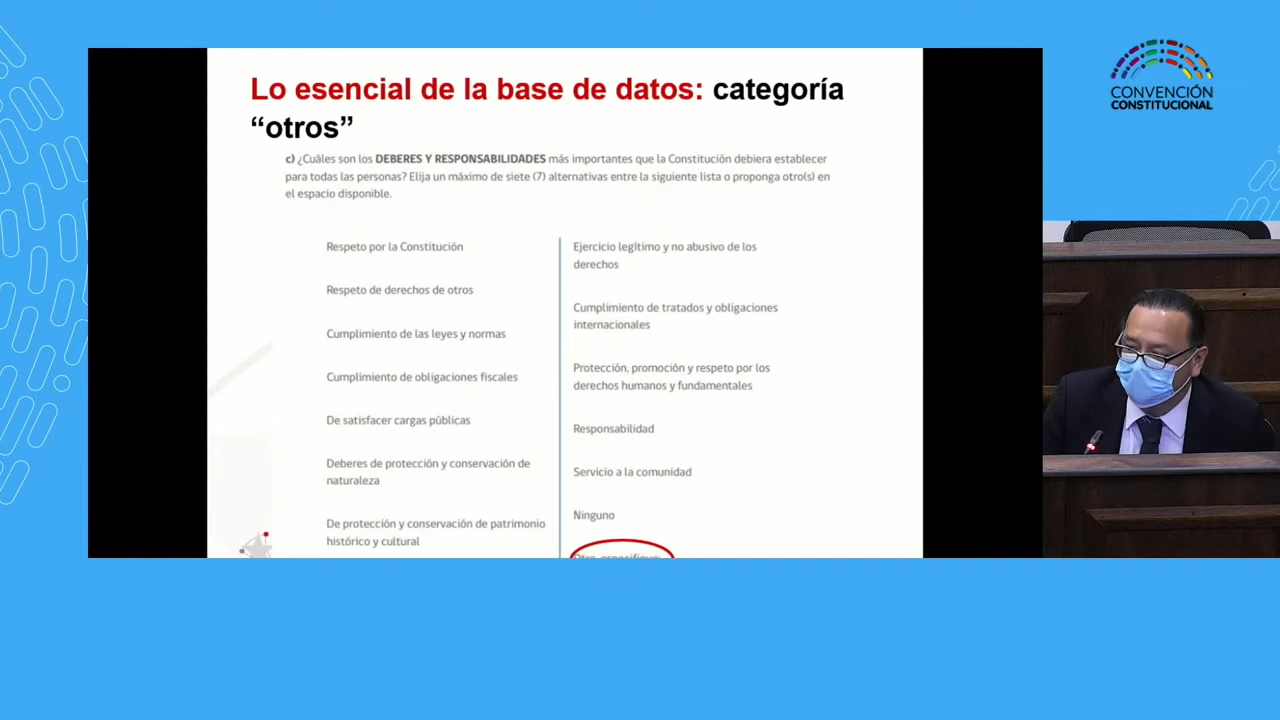 Lo esencial de la base de datos: categoría
“otros”
c) ¿Cuáles son los DEBERES Y RESPONSABILIDADES más importantes que la Constitución debiera establecer
para todas las personas? Elija un máximo de siete (7) alternativas entre la siguiente lista o proponga otro(s) en
el espacio disponible.
Respeto por la Constitución
Respeto de derechos de otros
Cumplimiento de las leyes y normas
Cumplimiento de obligaciones fiscales
De satisfacer cargas públicas
Deberes de protección y conservación de
naturaleza
De protección y conservación de patrimonio
histórico y cultural
Ejercicio legítimo y no abusivo de los
derechos
Cumplimiento de tratados y obligaciones
internacionales
Protección, promoción y respeto por los
derechos humanos y fundamentales
Responsabilidad
Servicio a la comunidad
Ninguno
CONVENCIÓN
CONSTITUCIONAL